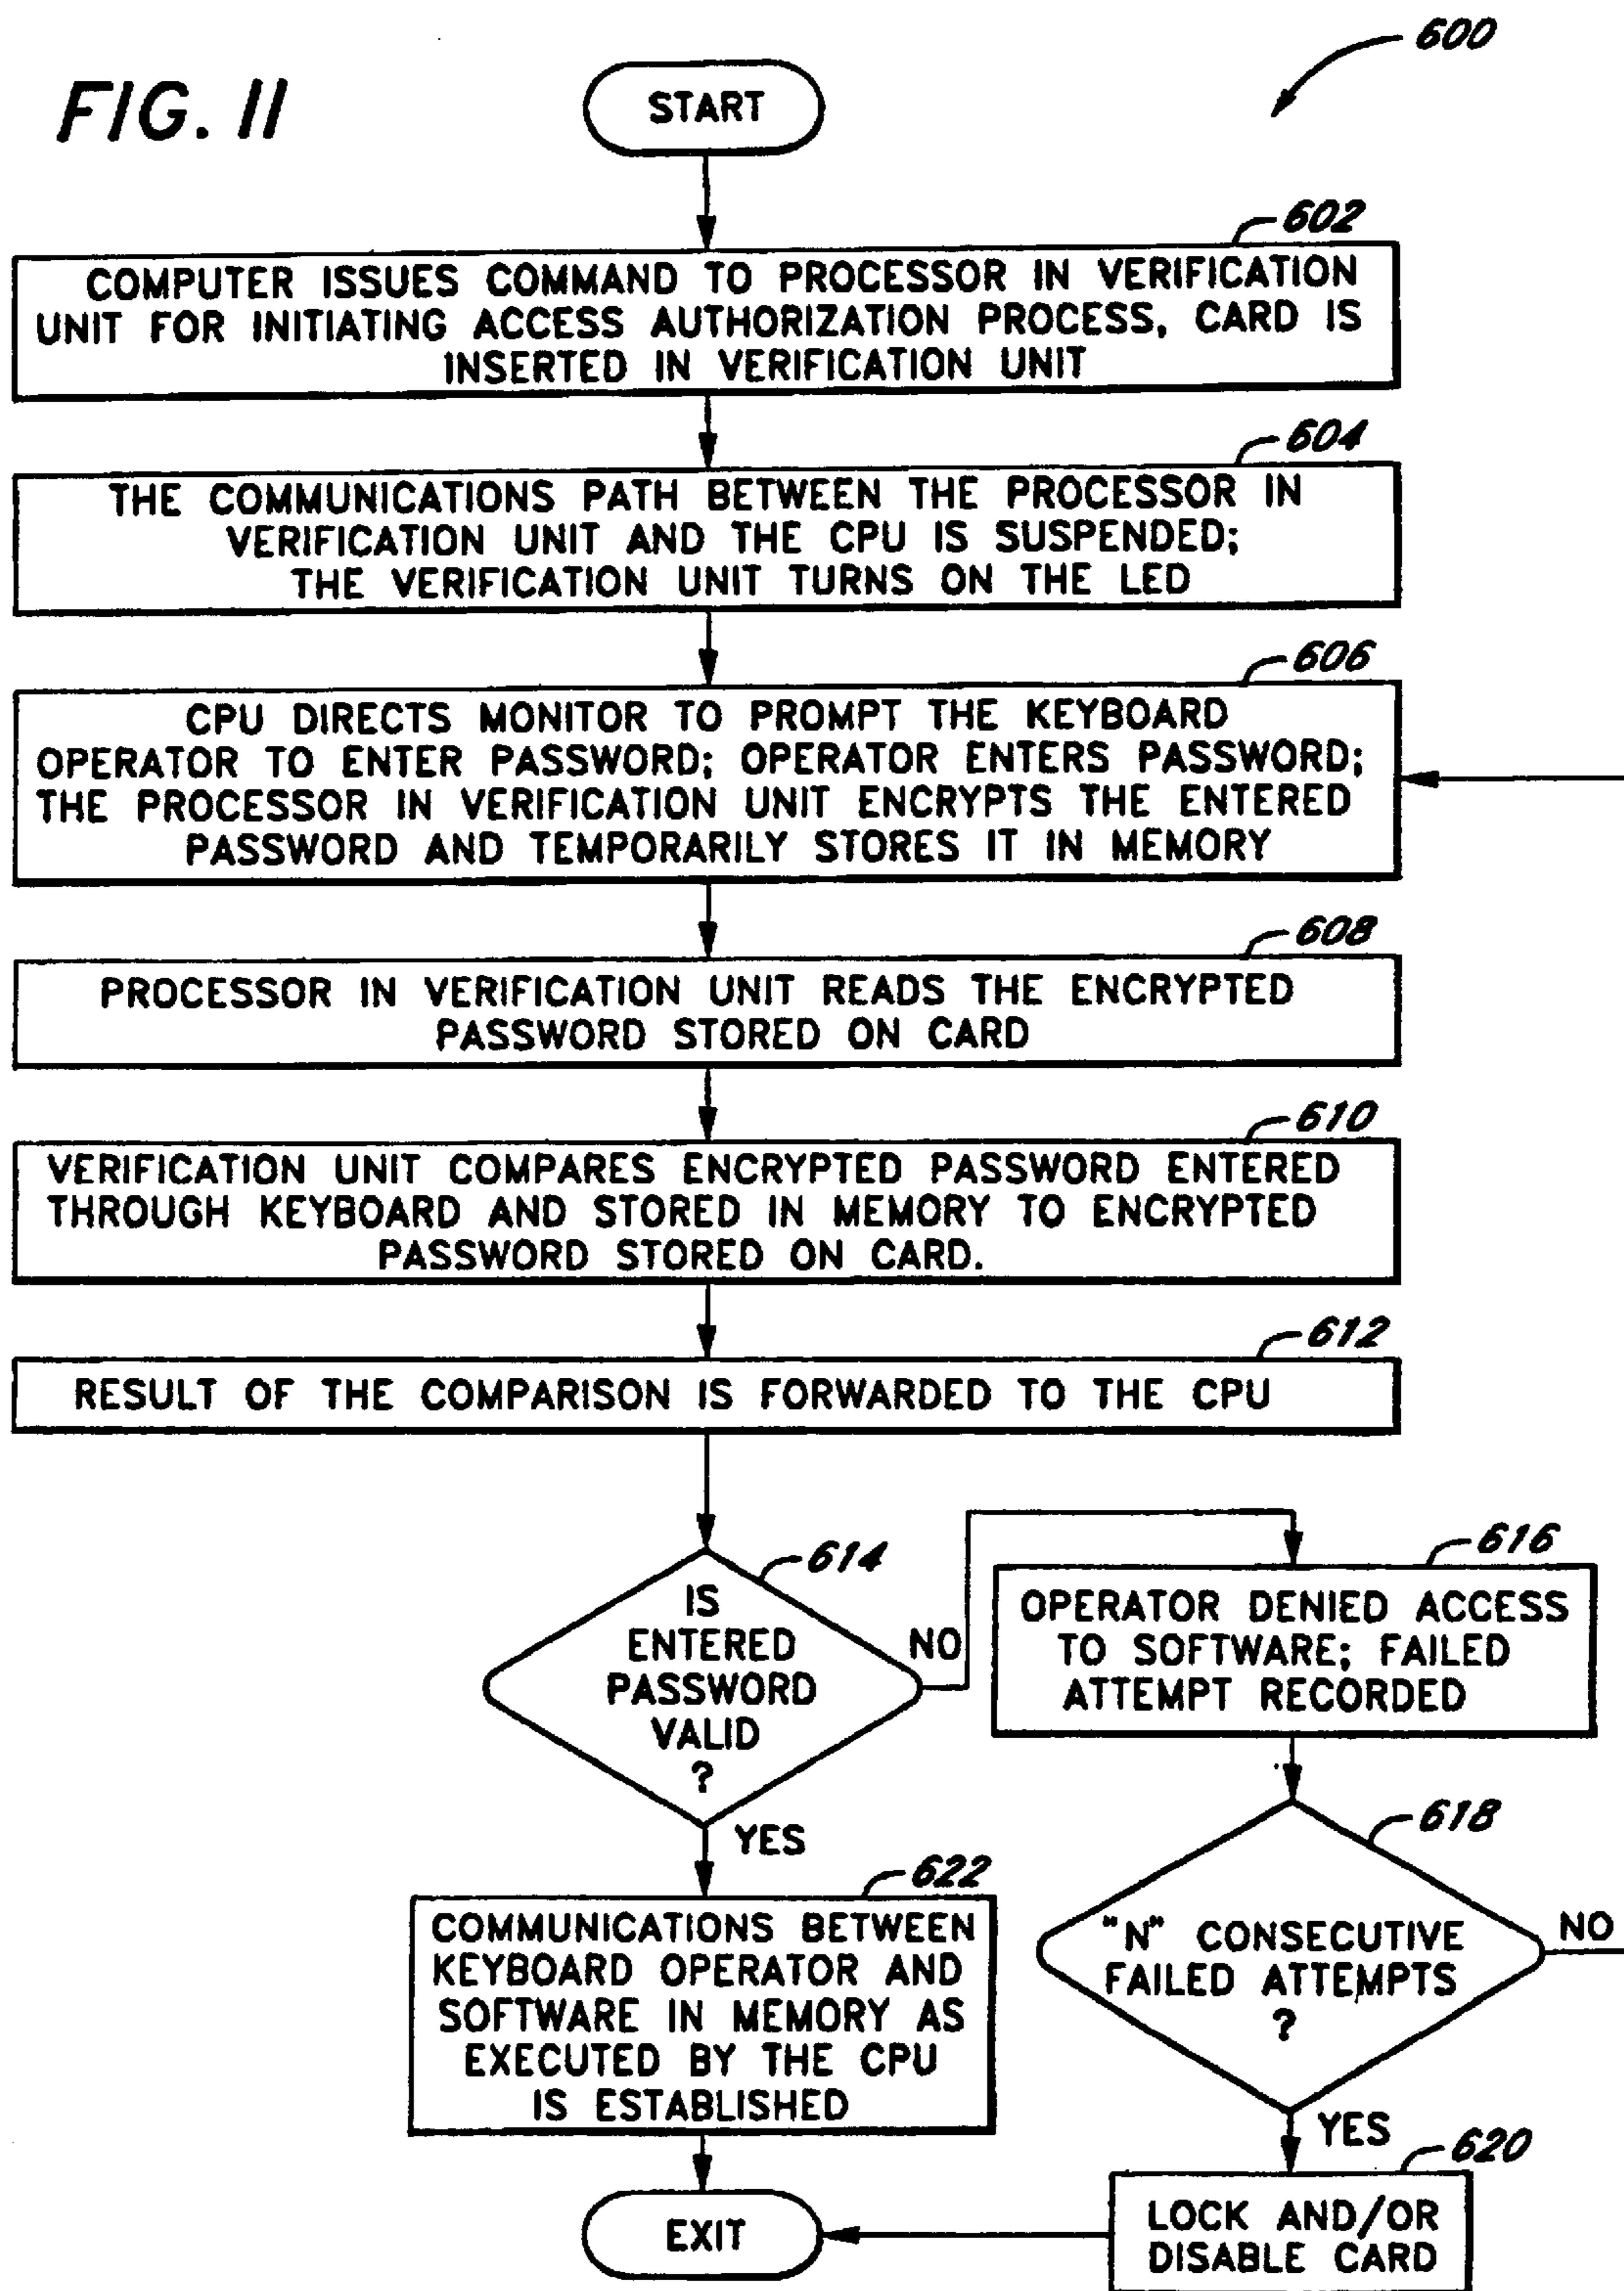 FIG. 11
600
START
602
COMPUTER ISSUES COMMAND TO PROCESSOR IN VERIFICATION
UNIT FOR INITIATING ACCESS AUTHORIZATION PROCESS, CARD IS
INSERTED IN VERIFICATION UNIT
604
THE COMMUNICATIONS PATH BETWEEN THE PROCESSOR IN
VERIFICATION UNIT AND THE CPU IS SUSPENDED;
THE VERIFICATION UNIT TURNS ON THE LED
606
CPU DIRECTS MONITOR TO PROMPT THE KEYBOARD
OPERATOR TO ENTER PASSWORD; OPERATOR ENTERS PASSWORD;
THE PROCESSOR IN VERIFICATION UNIT ENCRYPTS THE ENTERED
PASSWORD AND TEMPORARILY STORES IT IN MEMORY
608
PROCESSOR IN VERIFICATION UNIT READS THE ENCRYPTED
PASSWORD STORED ON CARD
610
VERIFICATION UNIT COMPARES ENCRYPTED PASSWORD ENTERED
THROUGH KEYBOARD AND STORED IN MEMORY TO ENCRYPTED
PASSWORD STORED ON CARD.
612
RESULT OF THE COMPARISON IS FORWARDED TO THE CPU
614
IS
ENTERED
PASSWORD
VALID
?
NO
616
OPERATOR DENIED ACCESS
TO SOFTWARE; FAILED
ATTEMPT RECORDED
618
"N" CONSECUTIVE
FAILED ATTEMPTS
?
NO
YES
622
COMMUNICATIONS BETWEEN
KEYBOARD OPERATOR AND
SOFTWARE IN MEMORY AS
EXECUTED BY THE CPU
IS ESTABLISHED
YES
620
LOCK AND/OR
DISABLE CARD
EXIT